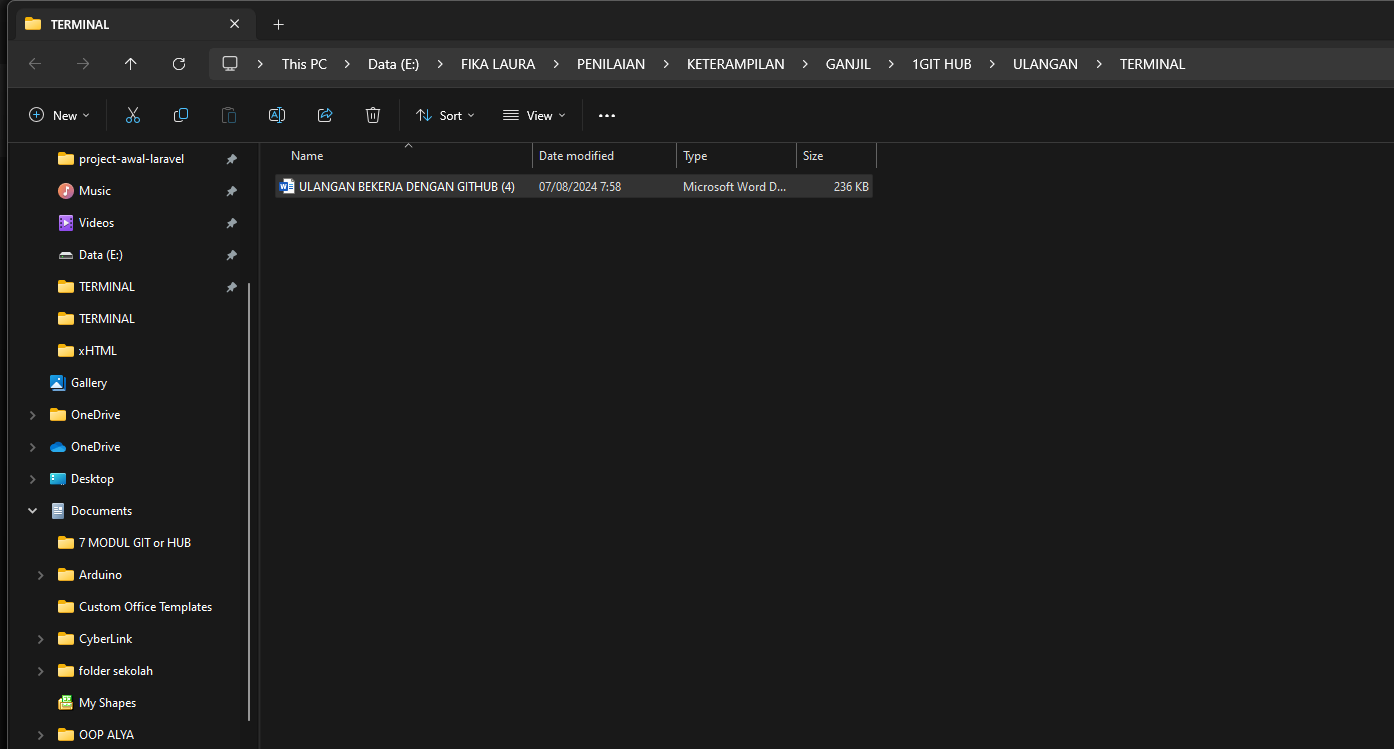 TERMINAL
This PC > Data (E:) > FIKA LAURA > PENILAIAN > KETERAMPILAN > GANJIL > 1GIT HUB > ULANGAN > TERMINAL
New Sort View
project-awal-laravel
Music
Videos
Data (E:)
TERMINAL
TERMINAL
xHTML
Gallery
OneDrive
OneDrive
Desktop
Documents
7 MODUL GIT or HUB
Arduino
Custom Office Templates
CyberLink
folder sekolah
My Shapes
OOP ALYA
Name Date modified Type Size
ULANGAN BEKERJA DENGAN GITHUB (4) 07/08/2024 7:58 Microsoft Word D... 236 KB